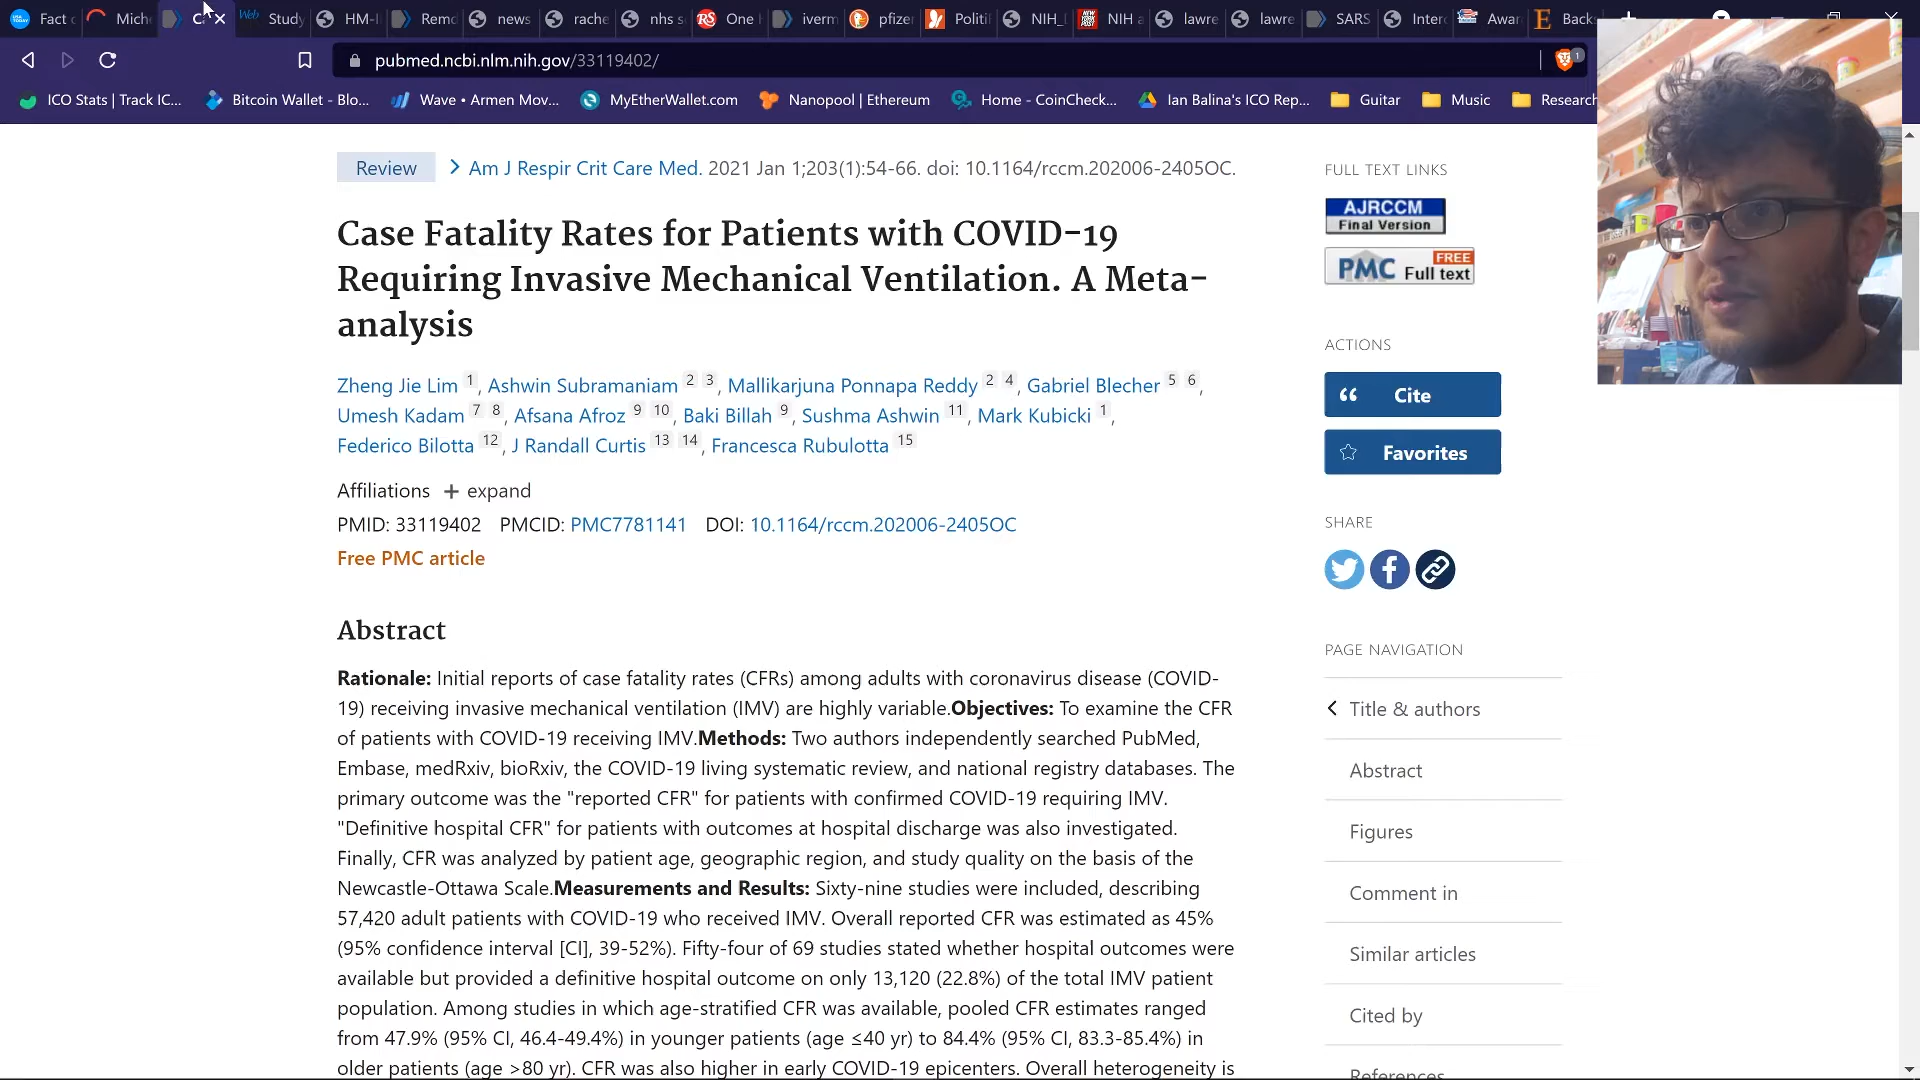 Fact c
Mich
C
Web Study
HM-I
Remd
news
rache
nhs s
RS One I
iverm
pfizer
Politi
NIH_I
NIH a
lawre
lawre
SARS
Inter
Awar
E Backs
pubmed.ncbi.nlm.nih.gov/33119402/
1
ICO Stats | Track IC...
Bitcoin Wallet - Blo...
Wave • Armen Mov...
MyEtherWallet.com
Nanopool | Ethereum
Home - CoinCheck...
Ian Balina's ICO Rep...
Guitar
Music
Research
Review
Am J Respir Crit Care Med. 2021 Jan 1;203(1):54-66. doi: 10.1164/rccm.202006-2405OC.
Case Fatality Rates for Patients with COVID-19
Requiring Invasive Mechanical Ventilation. A Meta-
analysis
Zheng Jie Lim 1, Ashwin Subramaniam 2 3, Mallikarjuna Ponnapa Reddy 2 4, Gabriel Blecher 5 6,
Umesh Kadam 7 8, Afsana Afroz 9 10, Baki Billah 9, Sushma Ashwin 11, Mark Kubicki 1,
Federico Bilotta 12, J Randall Curtis 13 14, Francesca Rubulotta 15
Affiliations + expand
PMID: 33119402 PMCID: PMC7781141 DOI: 10.1164/rccm.202006-2405OC
Free PMC article
Abstract
Rationale: Initial reports of case fatality rates (CFRs) among adults with coronavirus disease (COVID-
19) receiving invasive mechanical ventilation (IMV) are highly variable.Objectives: To examine the CFR
of patients with COVID-19 receiving IMV.Methods: Two authors independently searched PubMed,
Embase, medRxiv, bioRxiv, the COVID-19 living systematic review, and national registry databases. The
primary outcome was the "reported CFR" for patients with confirmed COVID-19 requiring IMV.
"Definitive hospital CFR" for patients with outcomes at hospital discharge was also investigated.
Finally, CFR was analyzed by patient age, geographic region, and study quality on the basis of the
Newcastle-Ottawa Scale.Measurements and Results: Sixty-nine studies were included, describing
57,420 adult patients with COVID-19 who received IMV. Overall reported CFR was estimated as 45%
(95% confidence interval [CI], 39-52%). Fifty-four of 69 studies stated whether hospital outcomes were
available but provided a definitive hospital outcome on only 13,120 (22.8%) of the total IMV patient
population. Among studies in which age-stratified CFR was available, pooled CFR estimates ranged
from 47.9% (95% CI, 46.4-49.4%) in younger patients (age ≤40 yr) to 84.4% (95% CI, 83.3-85.4%) in
older patients (age >80 yr). CFR was also higher in early COVID-19 epicenters. Overall heterogeneity is
FULL TEXT LINKS
AJRCCM
Final Version
PMC FREE Full text
ACTIONS
Cite
Favorites
SHARE
PAGE NAVIGATION
Title & authors
Abstract
Figures
Comment in
Similar articles
Cited by
References